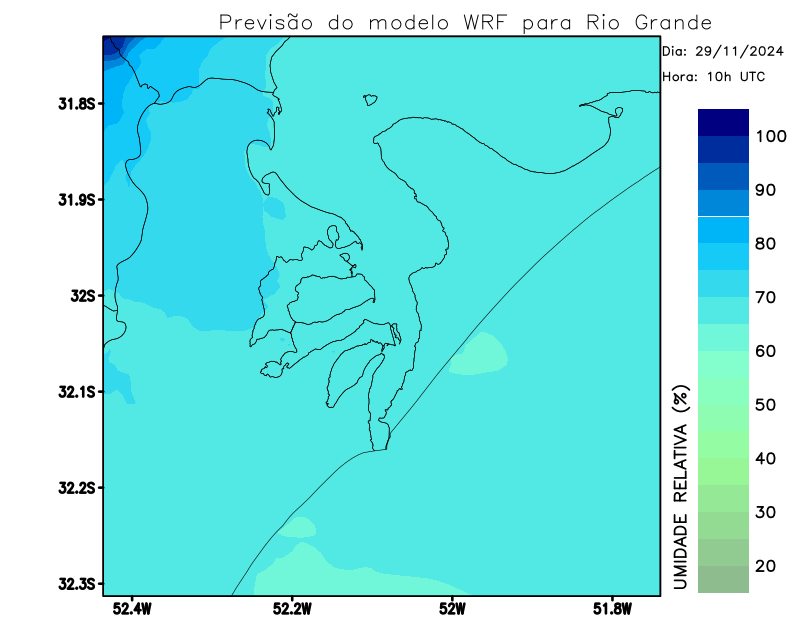 Previsão do modelo WRF para Rio Grande
Dia: 29/11/2024
Hora: 10h UTC
31.8S
31.9S
32S
32.1S
32.2S
32.3S
52.4W
52.2W
52W
51.8W
UMIDADE RELATIVA (%)
100
90
80
70
60
50
40
30
20